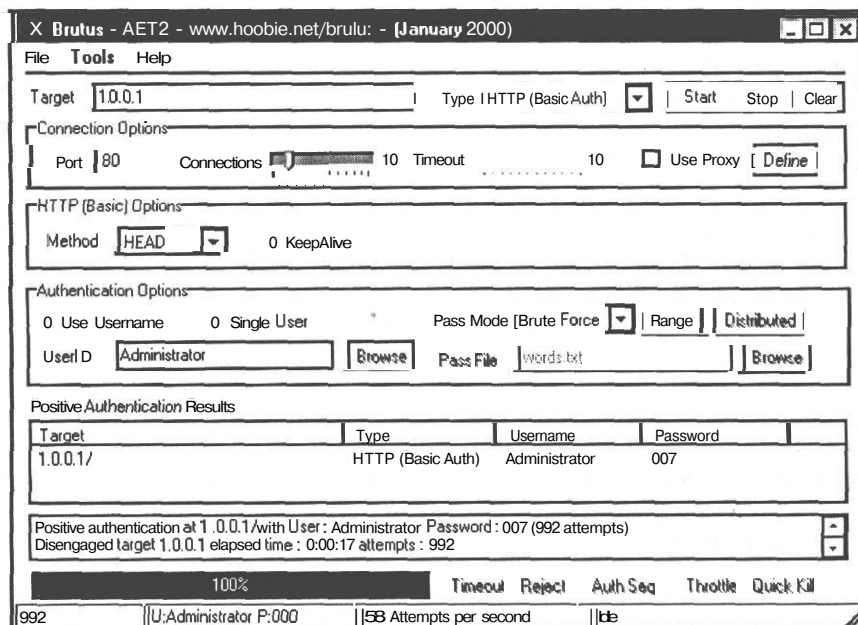 X Brutus - AET2 - www.hoobie.net/brulu: - (January 2000)
File Tools Help
Target 1.0.0.1 Type I HTTP (Basic Auth] Start Stop | Clear
Connection Options
Port 80 Connections 10 Timeout 10 Use Proxy [ Define |
HTTP (Basic) Options
Method HEAD 0 KeepAlive
Authentication Options
0 Use Username 0 Single User Pass Mode [Brute Force | Range | | Distributed |
UserI D Administrator Browse Pass File words.txt Browse
Positive Authentication Results
Target Type Username Password
1.0.0.1/ HTTP (Basic Auth) Administrator 007
Positive authentication at 1 .0.0.1/with User : Administrator Password : 007 (992 attempts)
Disengaged target 1.0.0.1 elapsed time : 0:00:17 attempts : 992
100% Timeout Reject Auth Seq Throttle Quick Kill
992 U:Administrator P:000 58 Attempts per second Idle